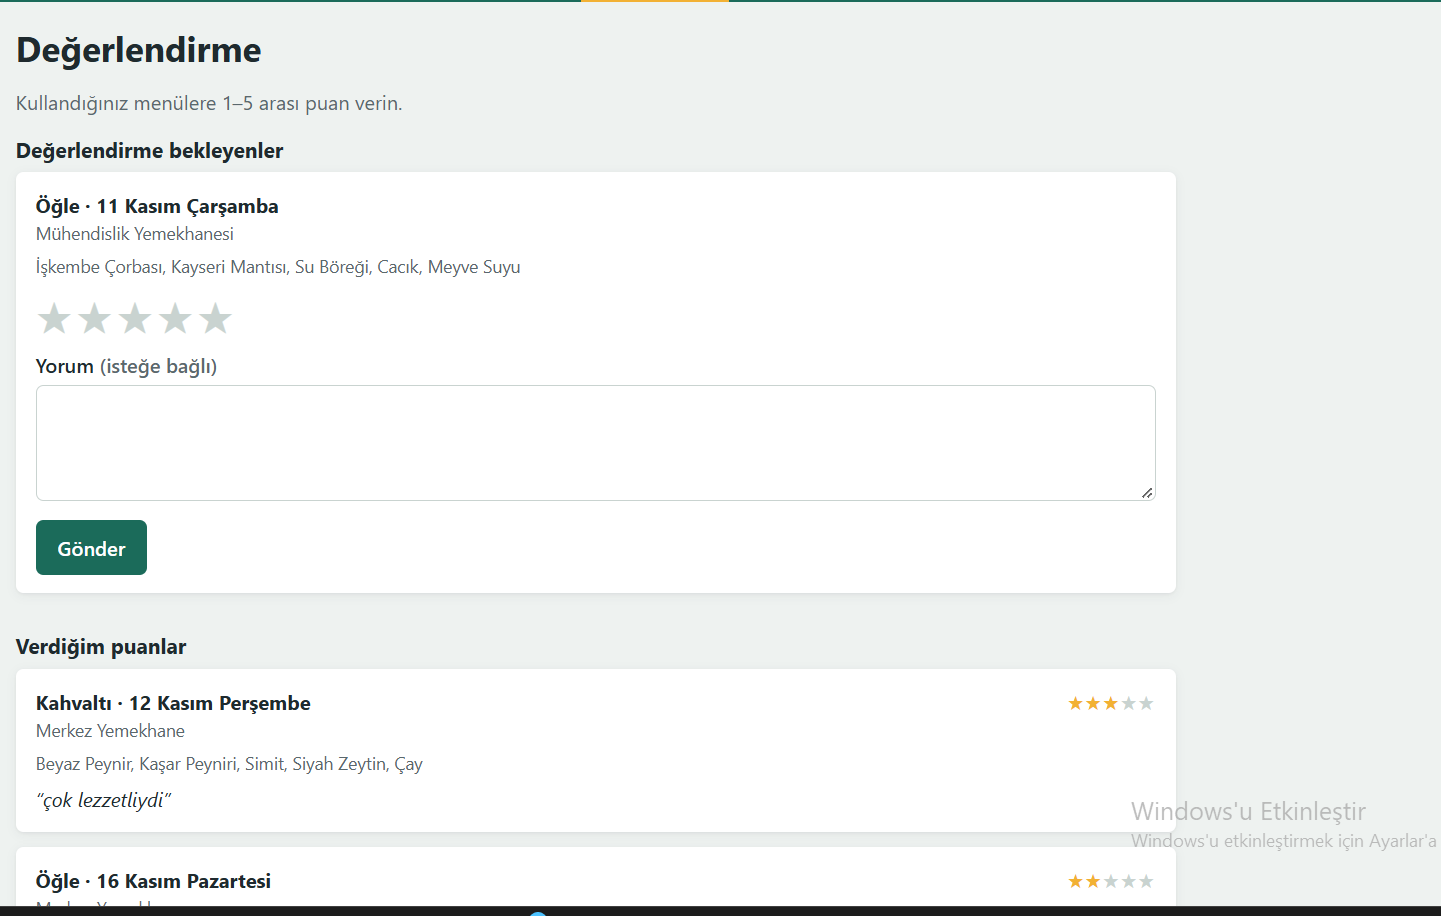 Değerlendirme
Kullandığınız menülere 1–5 arası puan verin.
Değerlendirme bekleyenler
Öğle · 11 Kasım Çarşamba
Mühendislik Yemekhanesi
İşkembe Çorbası, Kayseri Mantısı, Su Böreği, Cacık, Meyve Suyu
Yorum (isteğe bağlı)
Gönder
Verdiğim puanlar
Kahvaltı · 12 Kasım Perşembe
Merkez Yemekhane
Beyaz Peynir, Kaşar Peyniri, Simit, Siyah Zeytin, Çay
“çok lezzetliydi”
Windows'u Etkinleştir
Windows'u etkinleştirmek için Ayarlar'a
Öğle · 16 Kasım Pazartesi